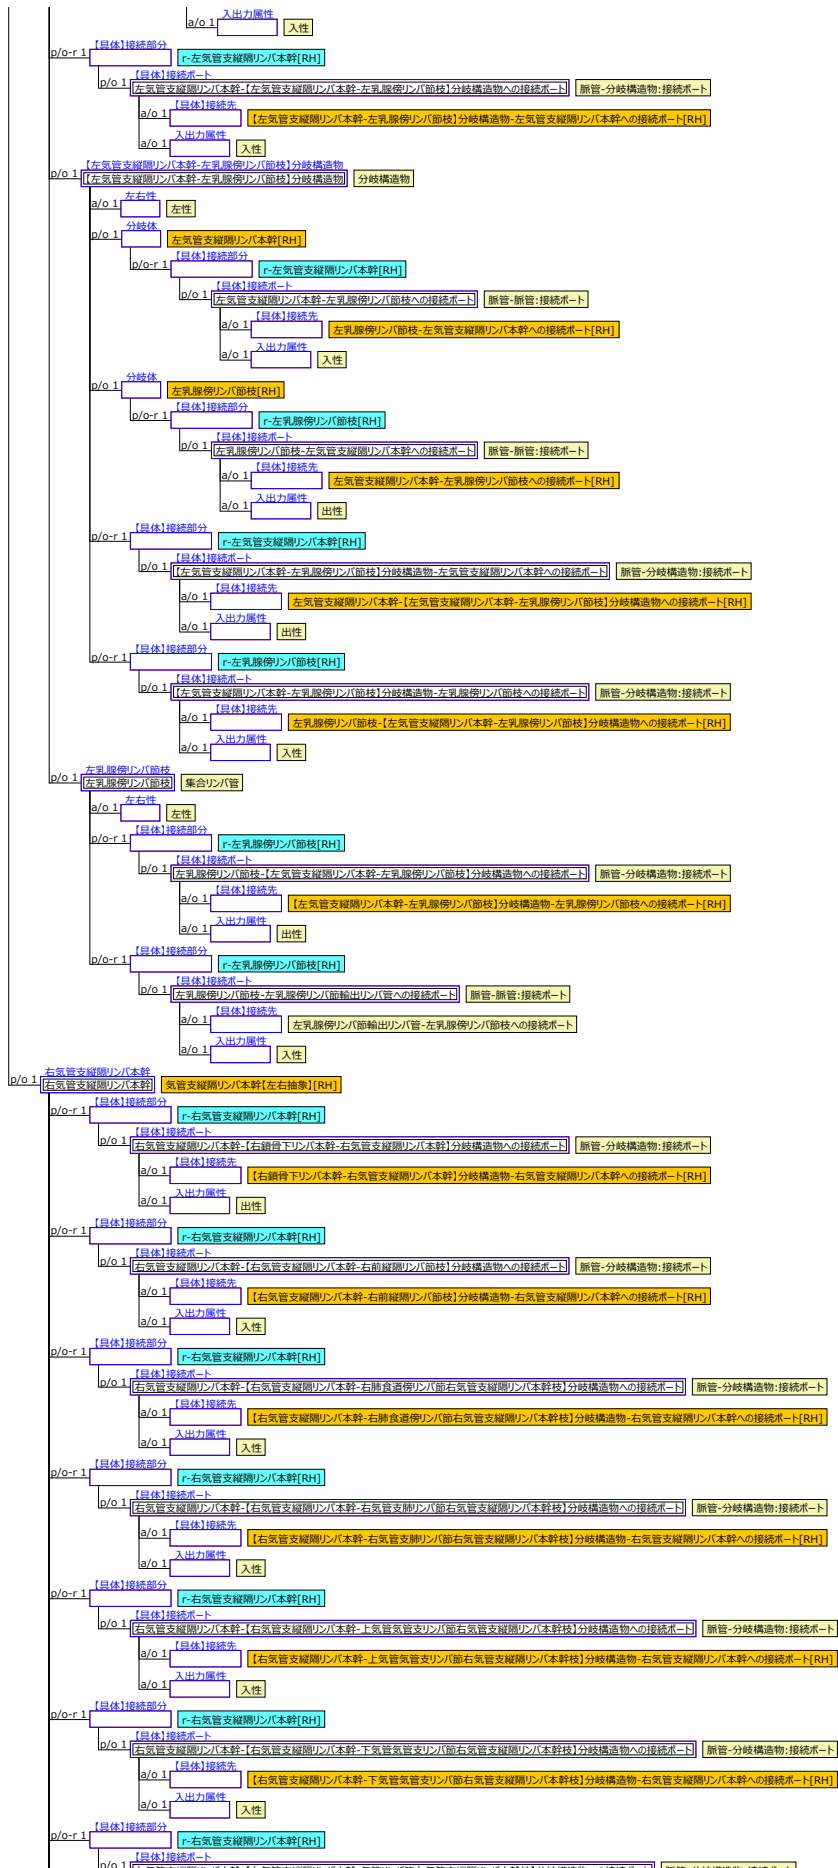 入出力属性
a/o 1 入性
【具体】接続部分
p/o-r 1 r-左気管支縦隔リンパ本幹[RH]
【具体】接続ポート
p/o 1 左気管支縦隔リンパ本幹-【左気管支縦隔リンパ本幹-左乳腺傍リンパ節枝】分岐構造物への接続ポート 脈管-分岐構造物:接続ポート
【具体】接続先
a/o 1 【左気管支縦隔リンパ本幹-左乳腺傍リンパ節枝】分岐構造物-左気管支縦隔リンパ本幹への接続ポート[RH]
入出力属性
a/o 1 入性
【左気管支縦隔リンパ本幹-左乳腺傍リンパ節枝】分岐構造物
p/o 1 【左気管支縦隔リンパ本幹-左乳腺傍リンパ節枝】分岐構造物 分岐構造物
左右性
a/o 1 左性
分岐体
p/o 1 左気管支縦隔リンパ本幹[RH]
【具体】接続部分
p/o-r 1 r-左気管支縦隔リンパ本幹[RH]
【具体】接続ポート
p/o 1 左気管支縦隔リンパ本幹-左乳腺傍リンパ節枝への接続ポート 脈管-脈管:接続ポート
【具体】接続先
a/o 1 左乳腺傍リンパ節枝-左気管支縦隔リンパ本幹への接続ポート[RH]
入出力属性
a/o 1 入性
分岐体
p/o 1 左乳腺傍リンパ節枝[RH]
【具体】接続部分
p/o-r 1 r-左乳腺傍リンパ節枝[RH]
【具体】接続ポート
p/o 1 左乳腺傍リンパ節枝-左気管支縦隔リンパ本幹への接続ポート 脈管-脈管:接続ポート
【具体】接続先
a/o 1 左気管支縦隔リンパ本幹-左乳腺傍リンパ節枝への接続ポート[RH]
入出力属性
a/o 1 出性
【具体】接続部分
p/o-r 1 r-左気管支縦隔リンパ本幹[RH]
【具体】接続ポート
p/o 1 【左気管支縦隔リンパ本幹-左乳腺傍リンパ節枝】分岐構造物-左気管支縦隔リンパ本幹への接続ポート 脈管-分岐構造物:接続ポート
【具体】接続先
a/o 1 左気管支縦隔リンパ本幹-【左気管支縦隔リンパ本幹-左乳腺傍リンパ節枝】分岐構造物への接続ポート[RH]
入出力属性
a/o 1 出性
【具体】接続部分
p/o-r 1 r-左乳腺傍リンパ節枝[RH]
【具体】接続ポート
p/o 1 【左気管支縦隔リンパ本幹-左乳腺傍リンパ節枝】分岐構造物-左乳腺傍リンパ節枝への接続ポート 脈管-分岐構造物:接続ポート
【具体】接続先
a/o 1 左乳腺傍リンパ節枝-【左気管支縦隔リンパ本幹-左乳腺傍リンパ節枝】分岐構造物への接続ポート[RH]
入出力属性
a/o 1 入性
左乳腺傍リンパ節枝
p/o 1 左乳腺傍リンパ節枝 集合リンパ管
左右性
a/o 1 左性
【具体】接続部分
p/o-r 1 r-左乳腺傍リンパ節枝[RH]
【具体】接続ポート
p/o 1 左乳腺傍リンパ節枝-【左気管支縦隔リンパ本幹-左乳腺傍リンパ節枝】分岐構造物への接続ポート 脈管-分岐構造物:接続ポート
【具体】接続先
a/o 1 【左気管支縦隔リンパ本幹-左乳腺傍リンパ節枝】分岐構造物-左乳腺傍リンパ節枝への接続ポート[RH]
入出力属性
a/o 1 出性
【具体】接続部分
p/o-r 1 r-左乳腺傍リンパ節枝[RH]
【具体】接続ポート
p/o 1 左乳腺傍リンパ節枝-左乳腺傍リンパ節輸出リンパ管への接続ポート 脈管-脈管:接続ポート
【具体】接続先
a/o 1 左乳腺傍リンパ節輸出リンパ管-左乳腺傍リンパ節枝への接続ポート
入出力属性
a/o 1 入性
右気管支縦隔リンパ本幹
p/o 1 右気管支縦隔リンパ本幹 気管支縦隔リンパ本幹【左右抽象】[RH]
【具体】接続部分
p/o-r 1 r-右気管支縦隔リンパ本幹[RH]
【具体】接続ポート
p/o 1 右気管支縦隔リンパ本幹-【右鎖骨下リンパ本幹-右気管支縦隔リンパ本幹】分岐構造物への接続ポート 脈管-分岐構造物:接続ポート
【具体】接続先
a/o 1 【右鎖骨下リンパ本幹-右気管支縦隔リンパ本幹】分岐構造物-右気管支縦隔リンパ本幹への接続ポート[RH]
入出力属性
a/o 1 出性
【具体】接続部分
p/o-r 1 r-右気管支縦隔リンパ本幹[RH]
【具体】接続ポート
p/o 1 右気管支縦隔リンパ本幹-【右気管支縦隔リンパ本幹-右前縦隔リンパ節枝】分岐構造物への接続ポート 脈管-分岐構造物:接続ポート
【具体】接続先
a/o 1 【右気管支縦隔リンパ本幹-右前縦隔リンパ節枝】分岐構造物-右気管支縦隔リンパ本幹への接続ポート[RH]
入出力属性
a/o 1 入性
【具体】接続部分
p/o-r 1 r-右気管支縦隔リンパ本幹[RH]
【具体】接続ポート
p/o 1 右気管支縦隔リンパ本幹-【右気管支縦隔リンパ本幹-右肺食道傍リンパ節右気管支縦隔リンパ本幹枝】分岐構造物への接続ポート 脈管-分岐構造物:接続ポート
【具体】接続先
a/o 1 【右気管支縦隔リンパ本幹-右肺食道傍リンパ節右気管支縦隔リンパ本幹枝】分岐構造物-右気管支縦隔リンパ本幹への接続ポート[RH]
入出力属性
a/o 1 入性
【具体】接続部分
p/o-r 1 r-右気管支縦隔リンパ本幹[RH]
【具体】接続ポート
p/o 1 右気管支縦隔リンパ本幹-【右気管支縦隔リンパ本幹-右気管支肺リンパ節右気管支縦隔リンパ本幹枝】分岐構造物への接続ポート 脈管-分岐構造物:接続ポート
【具体】接続先
a/o 1 【右気管支縦隔リンパ本幹-右気管支肺リンパ節右気管支縦隔リンパ本幹枝】分岐構造物-右気管支縦隔リンパ本幹への接続ポート[RH]
入出力属性
a/o 1 入性
【具体】接続部分
p/o-r 1 r-右気管支縦隔リンパ本幹[RH]
【具体】接続ポート
p/o 1 右気管支縦隔リンパ本幹-【右気管支縦隔リンパ本幹-上気管気管支リンパ節右気管支縦隔リンパ本幹枝】分岐構造物への接続ポート 脈管-分岐構造物:接続ポート
【具体】接続先
a/o 1 【右気管支縦隔リンパ本幹-上気管気管支リンパ節右気管支縦隔リンパ本幹枝】分岐構造物-右気管支縦隔リンパ本幹への接続ポート[RH]
入出力属性
a/o 1 入性
【具体】接続部分
p/o-r 1 r-右気管支縦隔リンパ本幹[RH]
【具体】接続ポート
p/o 1 右気管支縦隔リンパ本幹-【右気管支縦隔リンパ本幹-下気管気管支リンパ節右気管支縦隔リンパ本幹枝】分岐構造物への接続ポート 脈管-分岐構造物:接続ポート
【具体】接続先
a/o 1 【右気管支縦隔リンパ本幹-下気管気管支リンパ節右気管支縦隔リンパ本幹枝】分岐構造物-右気管支縦隔リンパ本幹への接続ポート[RH]
入出力属性
a/o 1 入性
【具体】接続部分
p/o-r 1 r-右気管支縦隔リンパ本幹[RH]
【具体】接続ポート
p/o 1